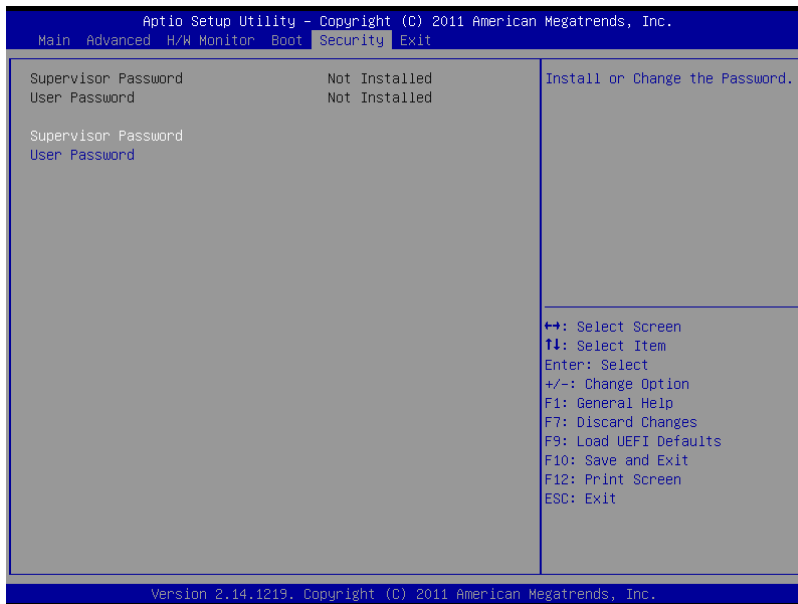 Aptio Setup Utility – Copyright (C) 2011 American Megatrends, Inc.
Main Advanced H/W Monitor Boot Security Exit
Supervisor Password Not Installed
User Password Not Installed
Supervisor Password
User Password
Install or Change the Password.
↔: Select Screen
↑↓: Select Item
Enter: Select
+/-: Change Option
F1: General Help
F7: Discard Changes
F9: Load UEFI Defaults
F10: Save and Exit
F12: Print Screen
ESC: Exit
Version 2.14.1219. Copyright (C) 2011 American Megatrends, Inc.